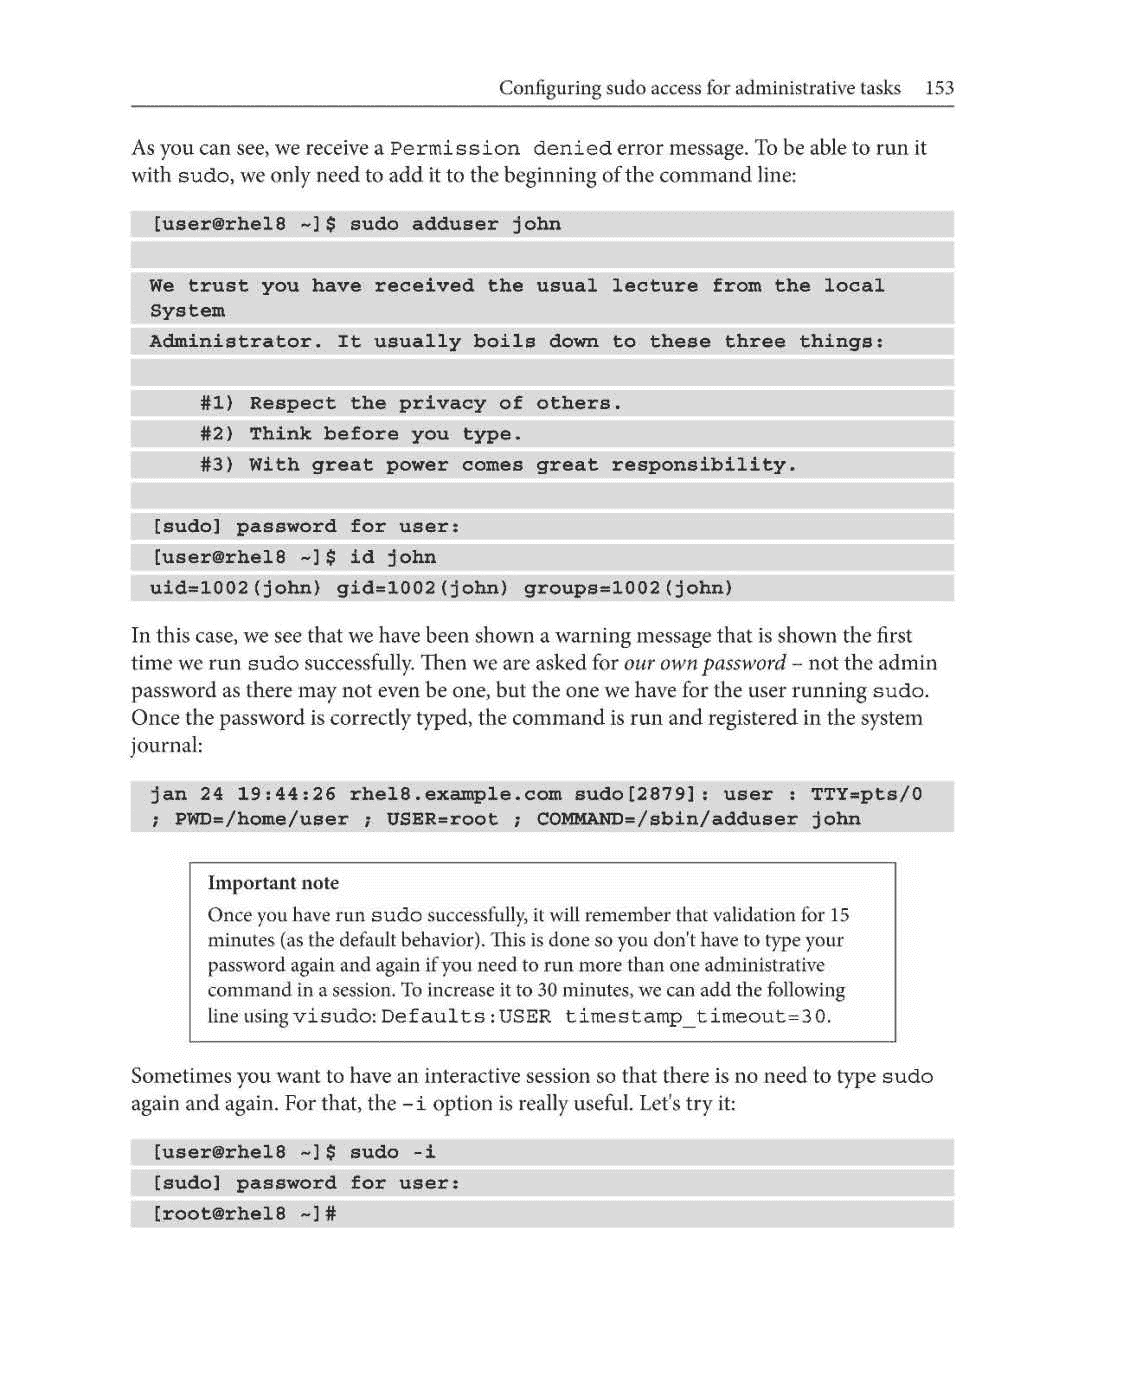 Configuring sudo access for administrative tasks 153
As you can see, we receive a Permission denied error message. To be able to run it
with sudo, we only need to add it to the beginning of the command line:
[user@rhel8 ~]$ sudo adduser john
We trust you have received the usual lecture from the local
System
Administrator. It usually boils down to these three things:
#1) Respect the privacy of others.
#2) Think before you type.
#3) With great power comes great responsibility.
[sudo] password for user:
[user@rhel8 ~]$ id john
uid=1002(john) gid=1002(john) groups=1002(john)
In this case, we see that we have been shown a warning message that is shown the first
time we run sudo successfully. Then we are asked for our own password – not the admin
password as there may not even be one, but the one we have for the user running sudo.
Once the password is correctly typed, the command is run and registered in the system
journal:
jan 24 19:44:26 rhel8.example.com sudo[2879]: user : TTY=pts/0
; PWD=/home/user ; USER=root ; COMMAND=/sbin/adduser john
Important note
Once you have run sudo successfully, it will remember that validation for 15
minutes (as the default behavior). This is done so you don't have to type your
password again and again if you need to run more than one administrative
command in a session. To increase it to 30 minutes, we can add the following
line using visudo: Defaults:USER timestamp_timeout=30.
Sometimes you want to have an interactive session so that there is no need to type sudo
again and again. For that, the -i option is really useful. Let's try it:
[user@rhel8 ~]$ sudo -i
[sudo] password for user:
[root@rhel8 ~]#